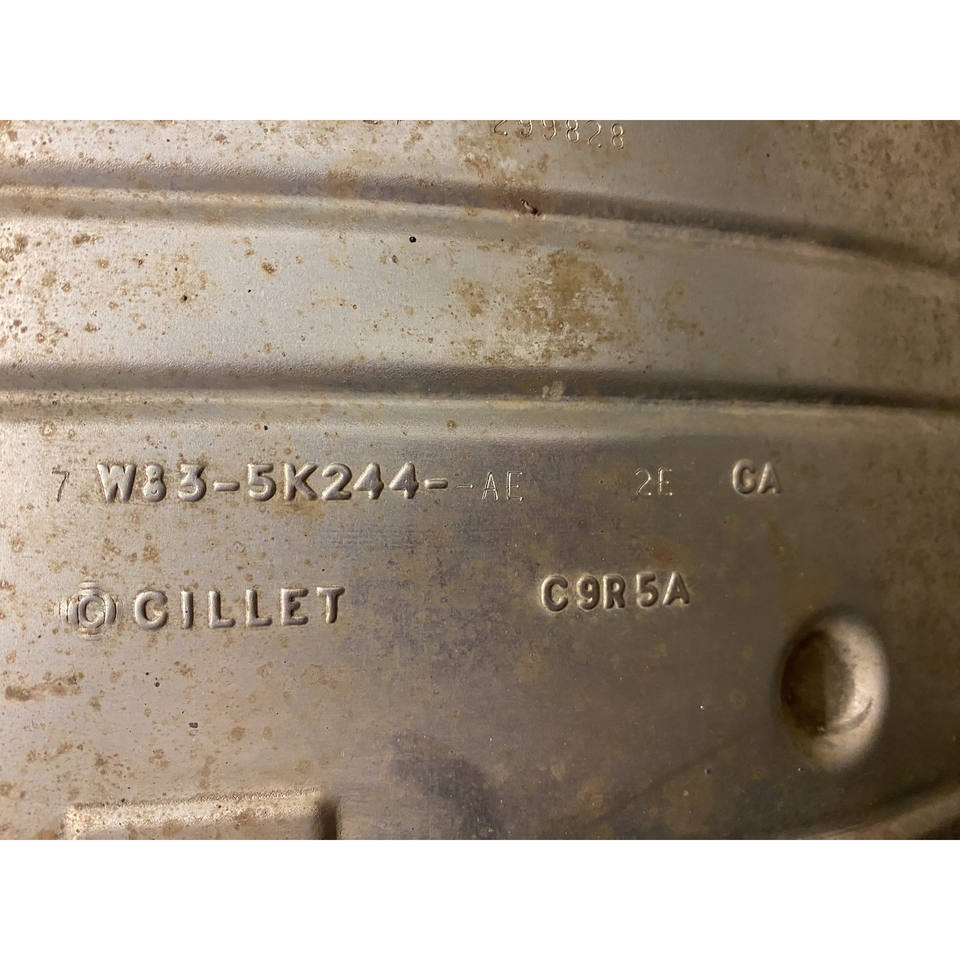 299828
7 W83-5K244--AE 2E GA
© GILLET C9R5A